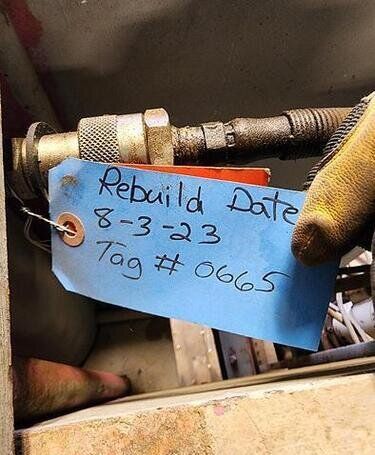 Rebuild Date
8-3-23
Tag # 0665